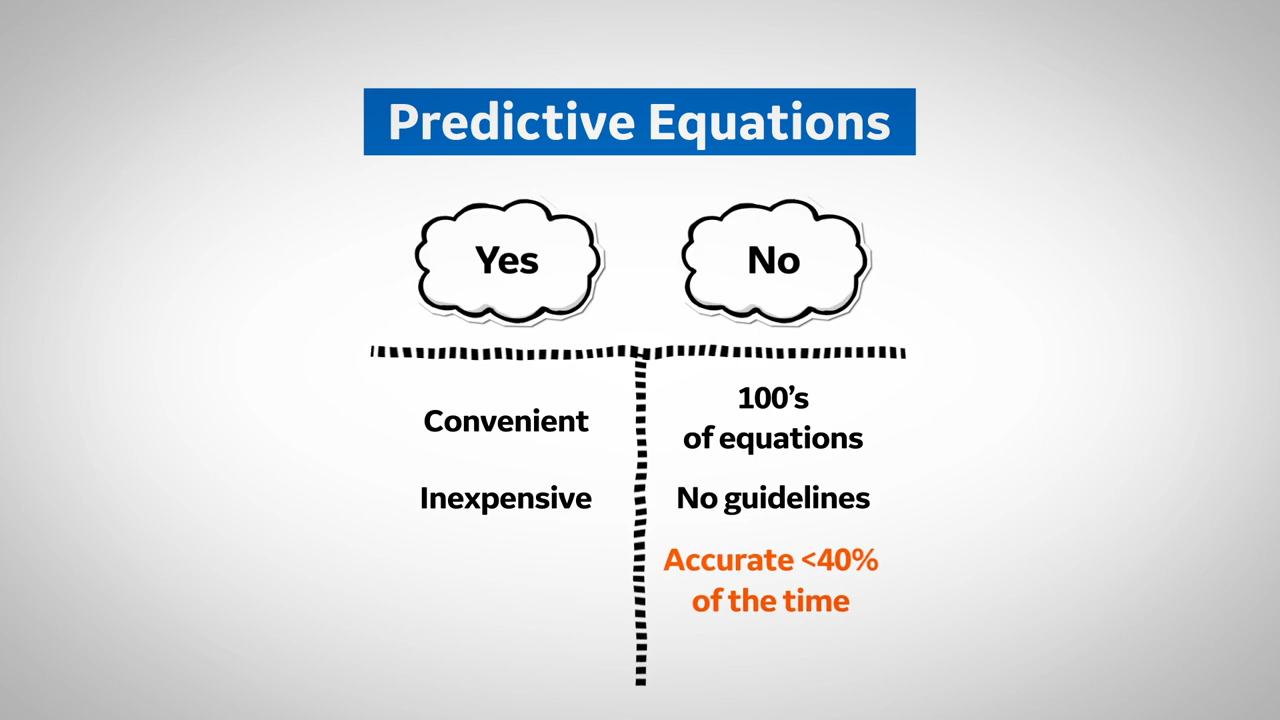 Predictive Equations
Yes
No
Convenient
Inexpensive
100’s
of equations
No guidelines
Accurate <40%
of the time